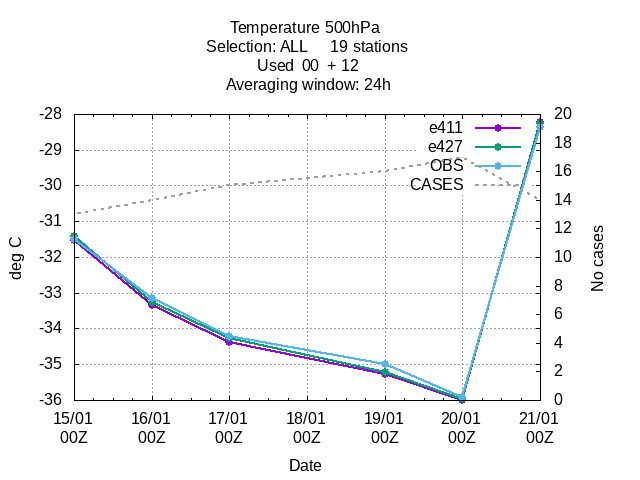 Temperature 500hPa
Selection: ALL     19 stations
Used  00  + 12
Averaging window: 24h
-28
-29
-30
-31
-32
-33
-34
-35
-36
deg C
20
18
16
14
12
10
8
6
4
2
0
No cases
e411
e427
OBS
CASES
15/01 16/01 17/01 18/01 19/01 20/01 21/01
00Z 00Z 00Z 00Z 00Z 00Z 00Z
Date